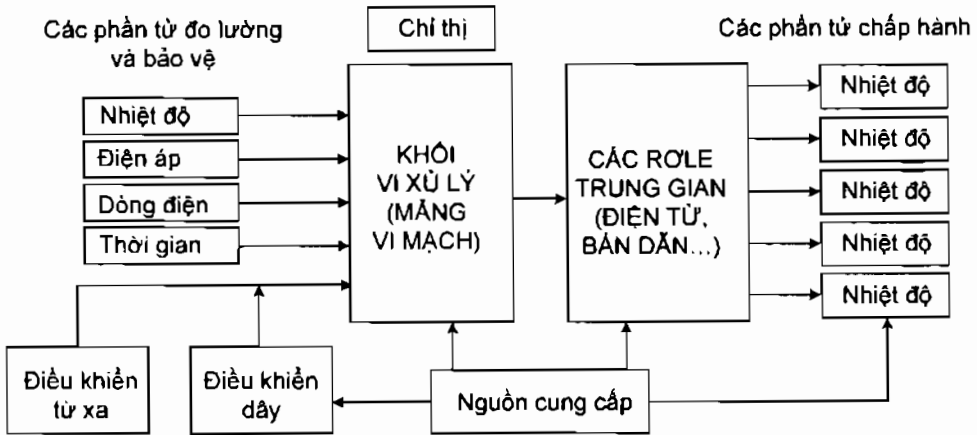 Các phần tử đo lường
và bảo vệ
Chỉ thị
Các phần tử chấp hành
Nhiệt độ
Điện áp
Dòng điện
Thời gian
KHỐI
VI XỬ LÝ
(MẢNG
VI MẠCH)
CÁC RƠLE
TRUNG GIAN
(ĐIỆN TỬ,
BÁN DẪN...)
Nhiệt độ
Nhiệt độ
Nhiệt độ
Nhiệt độ
Nhiệt độ
Điều khiển
từ xa
Điều khiển
dây
Nguồn cung cấp